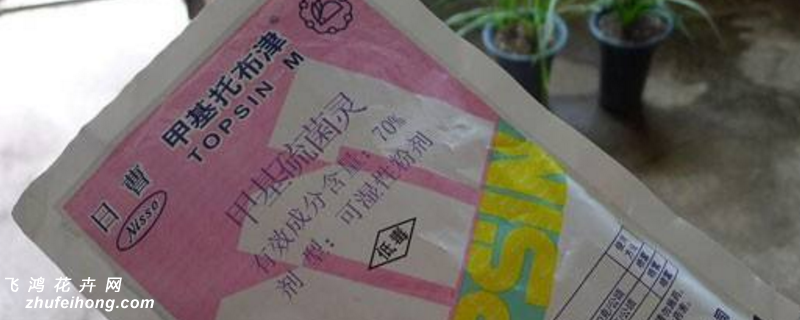 日曹
Nisso
甲基托布津
TOPSIN M
甲基硫菌灵
有效成分含量：70%
剂型：可湿性粉剂
低毒
飞鸿花卉网
zhufeihong.com